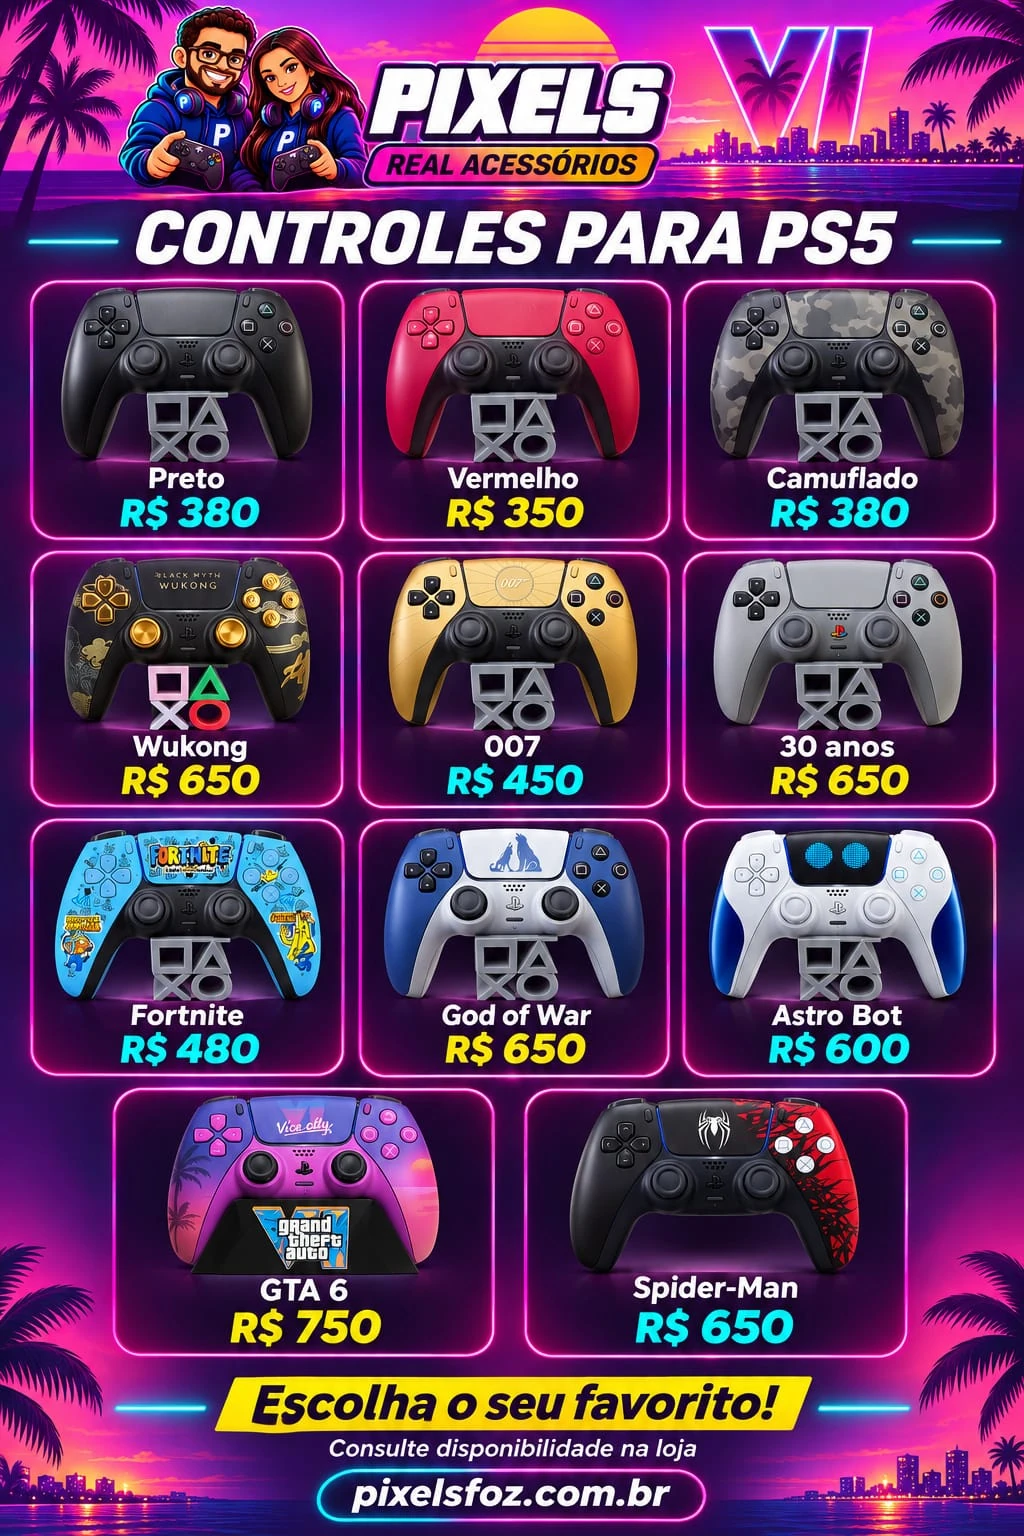 P
P
P
P
PIXELS
REAL ACESSÓRIOS
VI
CONTROLES PARA PS5
Preto
R$ 380
Vermelho
R$ 350
Camuflado
R$ 380
BLACK MYTH
WUKONG
Wukong
R$ 650
007
007
R$ 450
30 anos
R$ 650
FORTNITE
Fortnite
R$ 480
God of War
R$ 650
Astro Bot
R$ 600
Vice city
grand
theft
auto
VI
GTA 6
R$ 750
Spider-Man
R$ 650
Escolha o seu favorito!
Consulte disponibilidade na loja
pixelsfoz.com.br